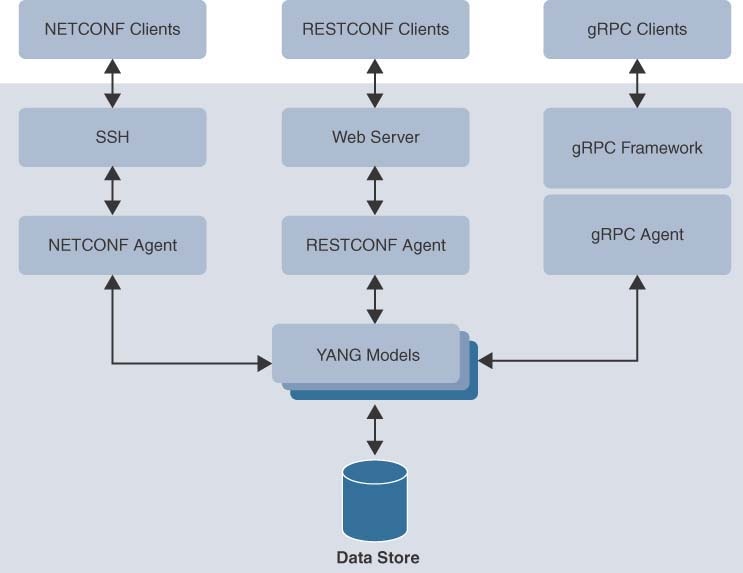 NETCONF Clients
RESTCONF Clients
gRPC Clients
SSH
Web Server
gRPC Framework
NETCONF Agent
RESTCONF Agent
gRPC Agent
YANG Models
Data Store